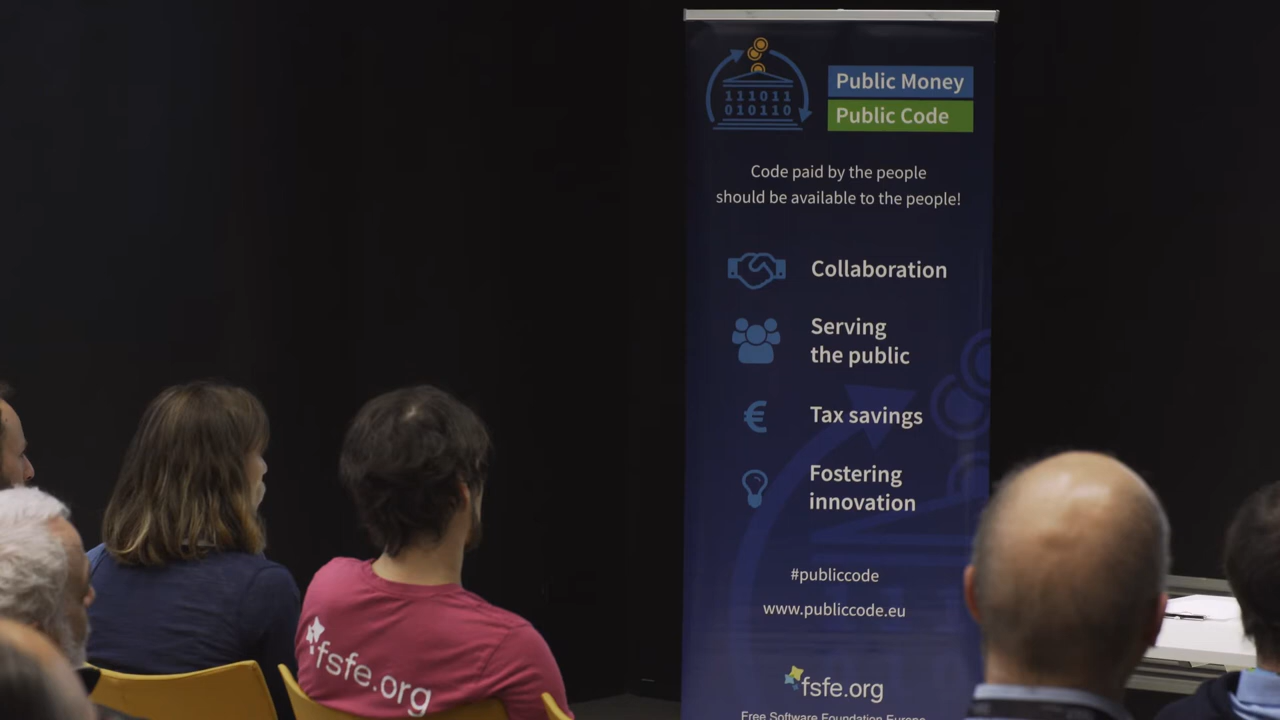 111011
010110
Public Money
Public Code
Code paid by the people
should be available to the people!
Collaboration
Serving
the public
€ Tax savings
Fostering
innovation
#publiccode
www.publiccode.eu
fsfe.org
Free Software Foundation Europe
fsfe.org